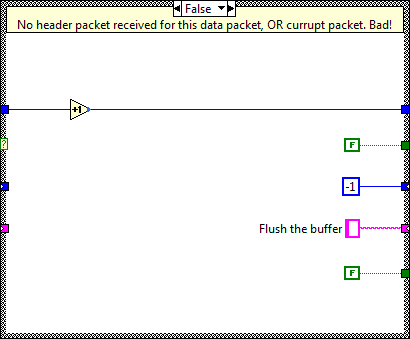 False
No header packet received for this data packet, OR currupt packet. Bad!
+1
?
F
-1
Flush the buffer
F